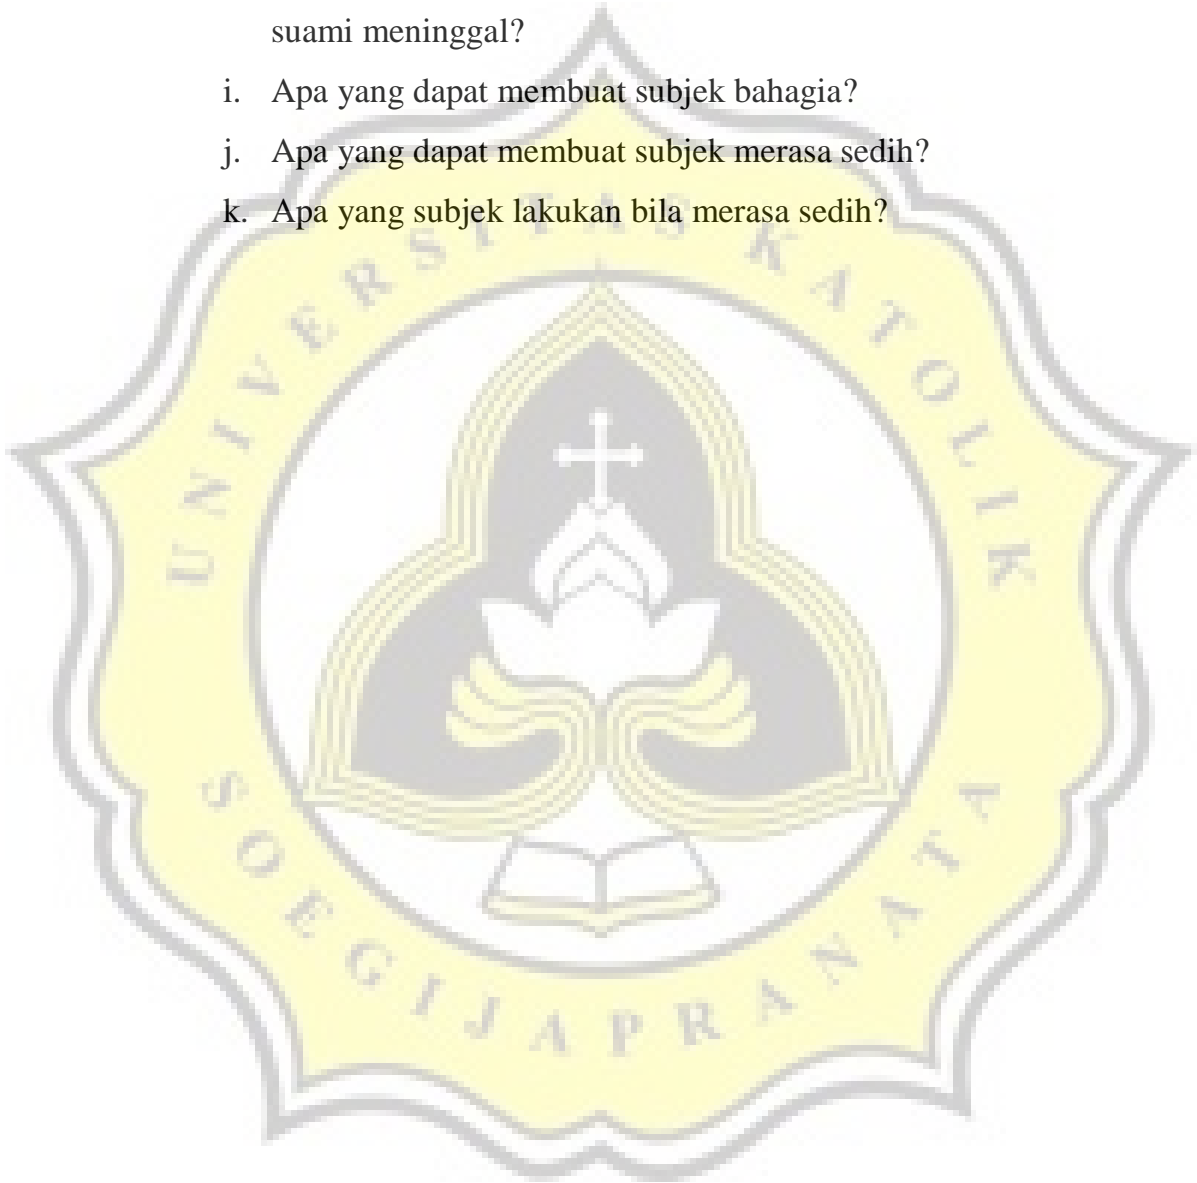 suami meninggal?
i. Apa yang dapat membuat subjek bahagia?
j. Apa yang dapat membuat subjek merasa sedih?
k. Apa yang subjek lakukan bila merasa sedih?
UNIVERSITAS KATOLIK
SOEGIJAPRANATA